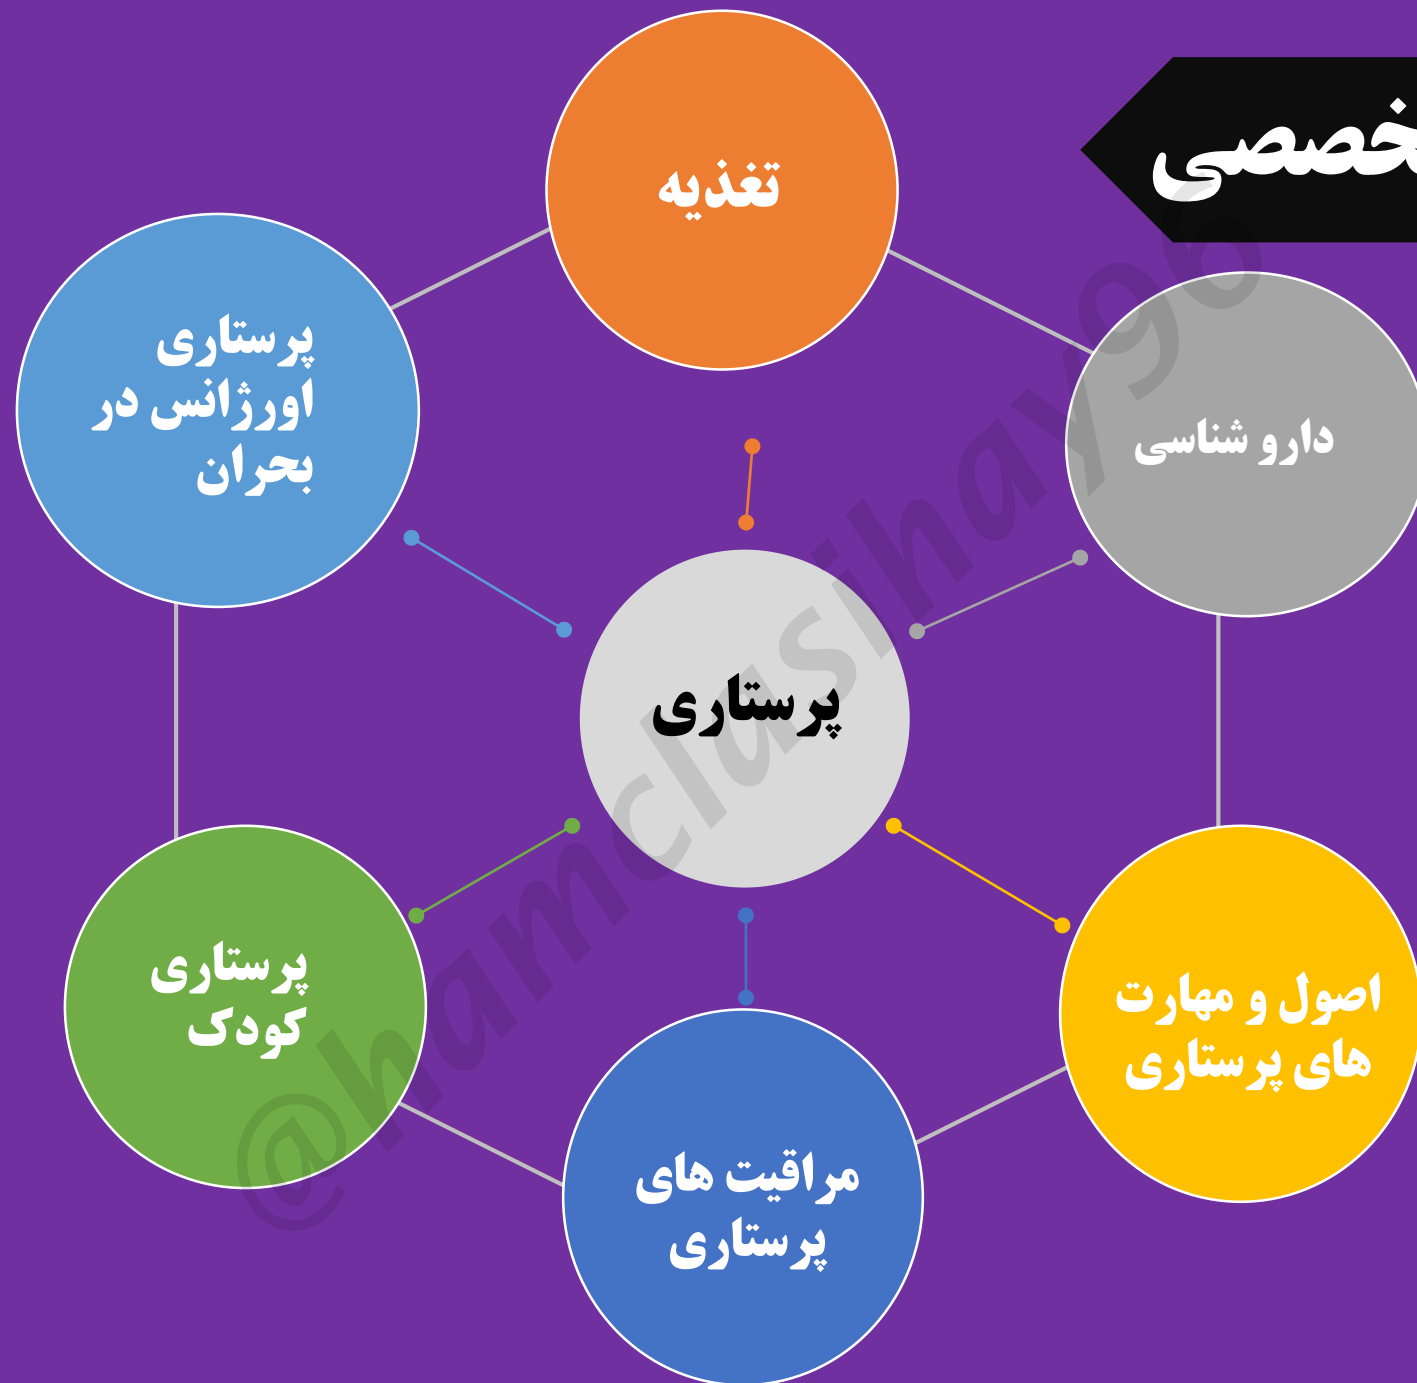 خصصی
تغذیه
دارو شناسی
پرستاری
اورژانس در
بحران
پرستاری
اصول و مهارت
های پرستاری
پرستاری
کودک
مراقیت های
پرستاری
@hamclasihay96